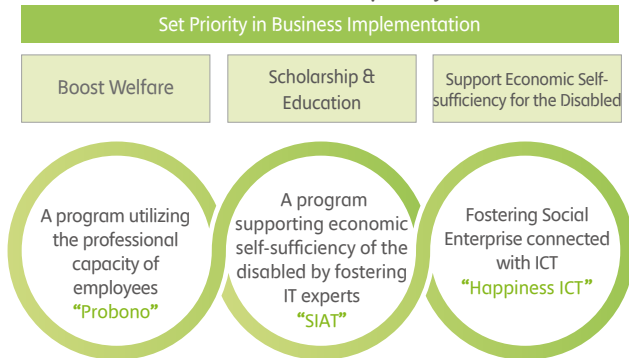 Set Priority in Business Implementation
Boost Welfare
Scholarship &
Education
Support Economic Self-
sufficiency for the Disabled
A program utilizing
the professional
capacity of
employees
“Probono”
A program
supporting economic
self-sufficiency of the
disabled by fostering
IT experts
“SIAT”
Fostering Social
Enterprise connected
with ICT
“Happiness ICT”